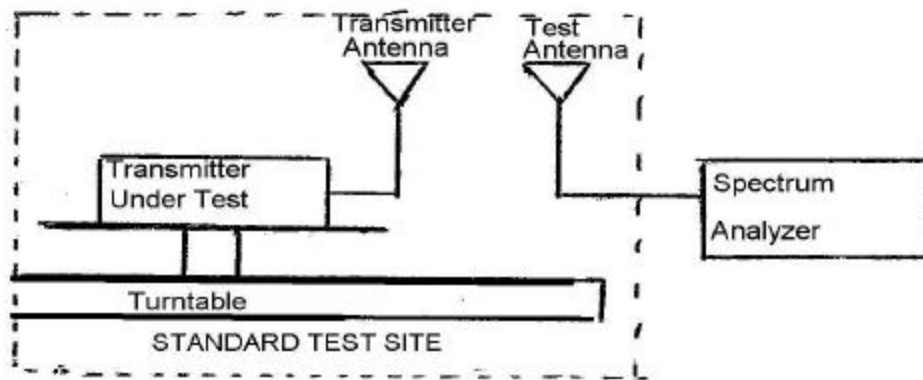 Transmitter
Antenna
Test
Antenna
Transmitter
Under Test
Spectrum
Analyzer
Turntable
STANDARD TEST SITE